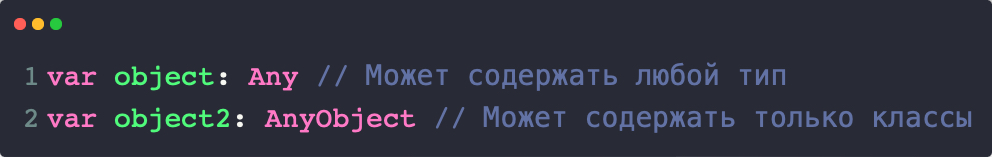 1 var object: Any // Может содержать любой тип
2 var object2: AnyObject // Может содержать только классы